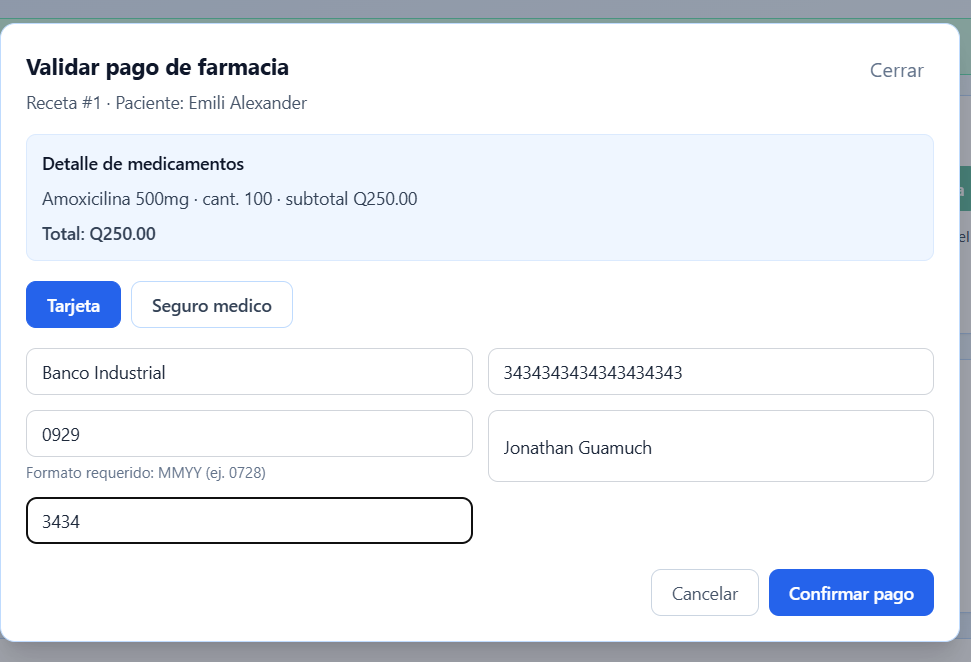 Validar pago de farmacia
Cerrar
Receta #1 · Paciente: Emili Alexander
Detalle de medicamentos
Amoxicilina 500mg · cant. 100 · subtotal Q250.00
Total: Q250.00
Tarjeta
Seguro medico
Banco Industrial
3434343434343434343
0929
Jonathan Guamuch
Formato requerido: MMYY (ej. 0728)
3434
Cancelar
Confirmar pago